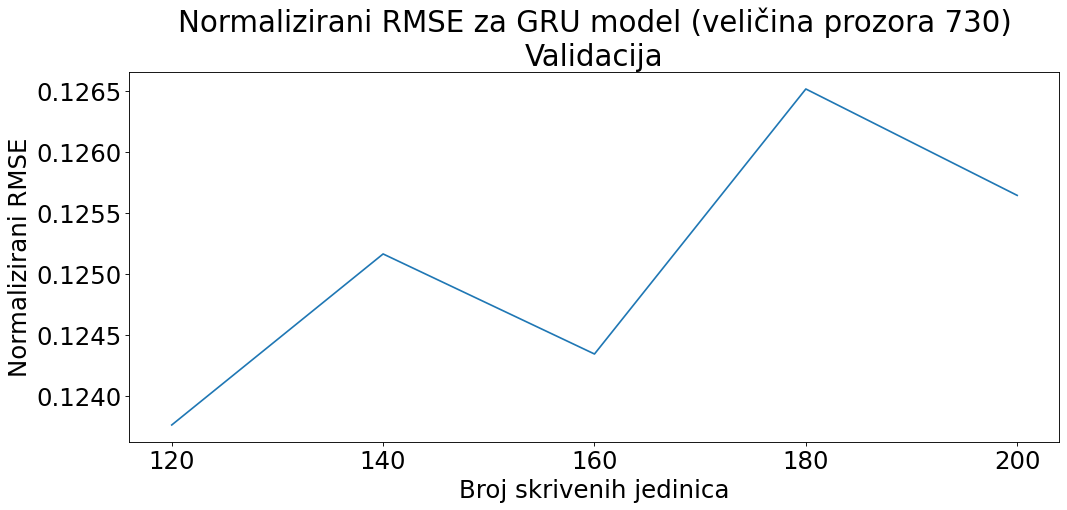 Normalizirani RMSE za GRU model (veličina prozora 730)
Validacija
Normalizirani RMSE
0.1265
0.1260
0.1255
0.1250
0.1245
0.1240
120 140 160 180 200
Broj skrivenih jedinica